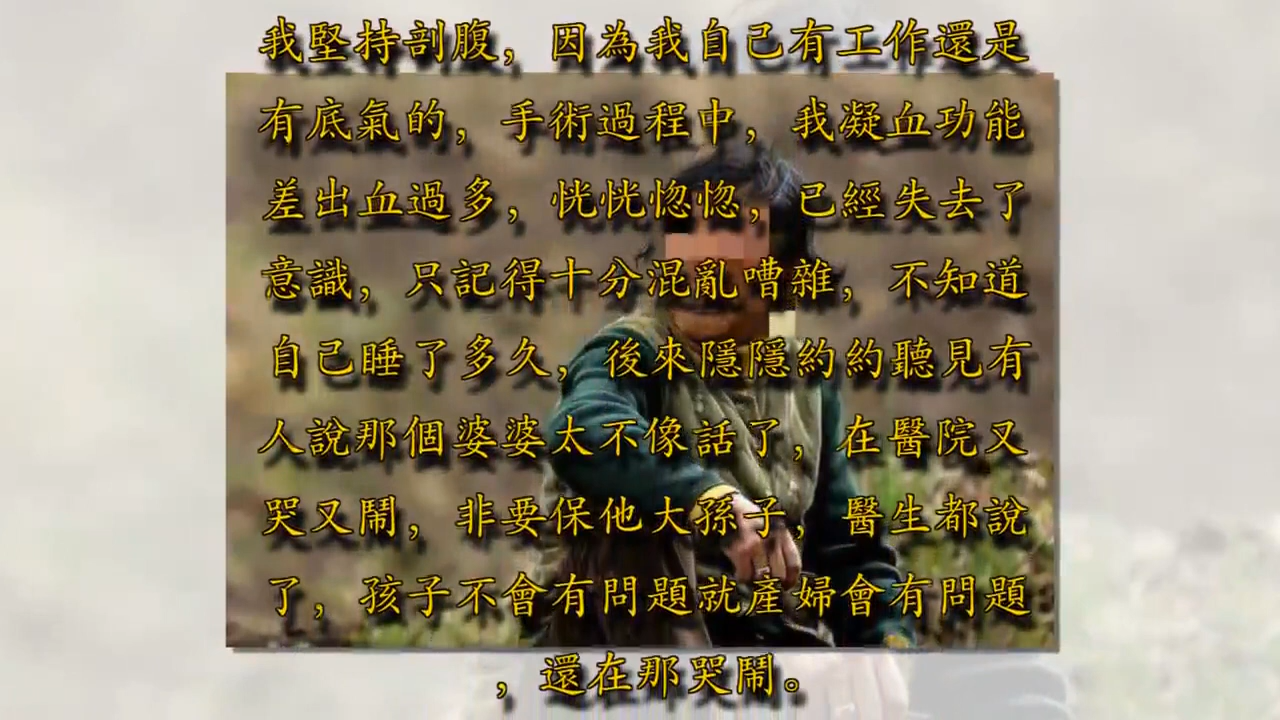 我堅持剖腹，因為我自己有工作還是
有底氣的，手術過程中，我凝血功能
差出血過多，恍恍惚惚，已經失去了
意識，只記得十分混亂嘈雜，不知道
自己睡了多久，後來隱隱約約聽見有
人說那個婆婆太不像話了，在醫院又
哭又鬧，非要保他大孫子，醫生都說
了，孩子不會有問題就產婦會有問題
，還在那哭鬧。